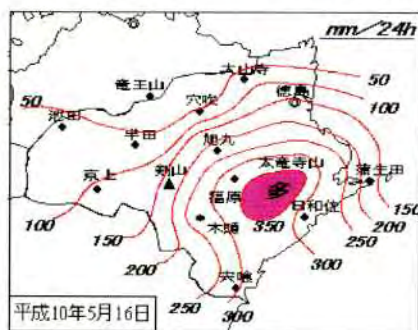 mm/24h
大山寺
50
竜王山
徳島
50
穴吹
100
池田
半田
旭丸
太竜寺山
蒲生田
京上
剣山
福原
多
日和佐
100
150
木頭
350
150
200
200
250
300
250
宍喰
300
平成10年5月16日